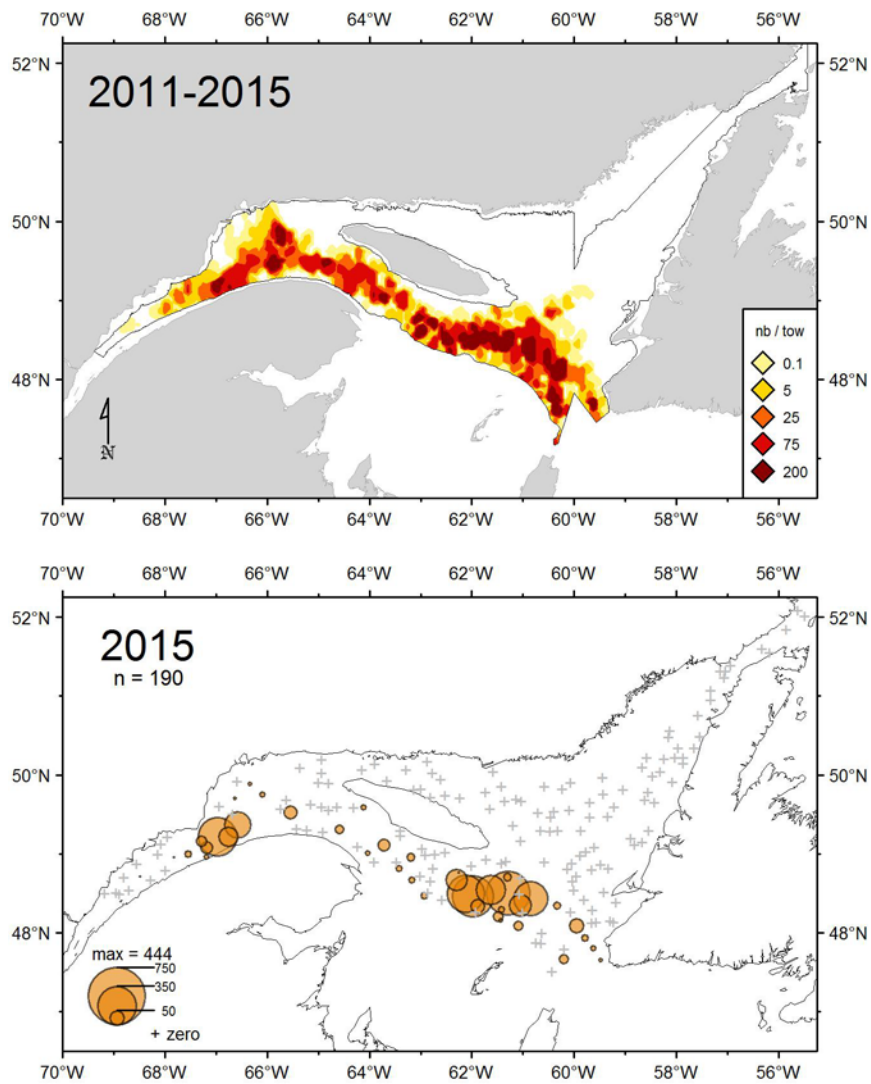 70°W 68°W 66°W 64°W 62°W 60°W 58°W 56°W
52°N 52°N
2011-2015
50°N 50°N
nb / tow
0.1
48°N 5 48°N
25
N 75
200
70°W 68°W 66°W 64°W 62°W 60°W 58°W 56°W
70°W 68°W 66°W 64°W 62°W 60°W 58°W 56°W
52°N 52°N
2015
n = 190
50°N 50°N
48°N 48°N
max = 444
750
350
50
+ zero
70°W 68°W 66°W 64°W 62°W 60°W 58°W 56°W